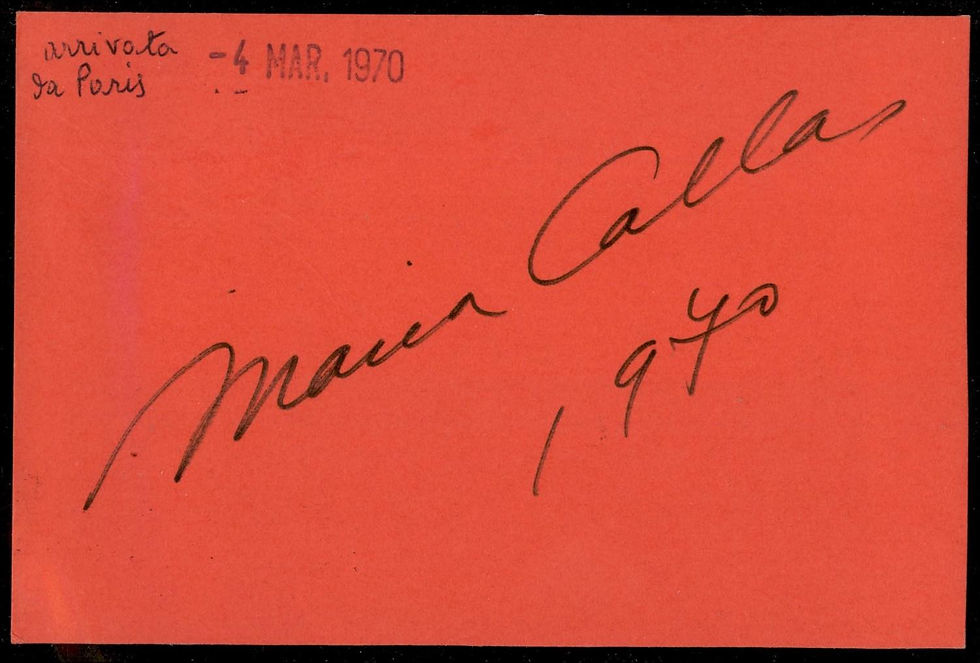 arrivata
da Paris
-4 MAR. 1970
Maria Callas
1970